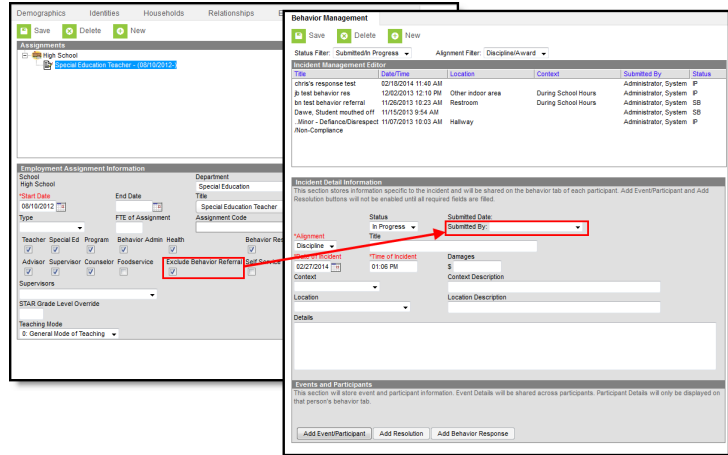 Demographics Identities Households Relationships E
Save Delete New
Assignments
High School
Special Education Teacher - (08/10/2012-)
Employment Assignment Information
School Department
High School Special Education
*Start Date End Date Title
08/10/2012 Special Education Teacher
Type FTE of Assignment Assignment Code
Teacher Special Ed Program Behavior Admin Health Behavior Res
Advisor Supervisor Counselor Foodservice Exclude Behavior Referral Self Service
Supervisors
STAR Grade Level Override
Teaching Mode
0: General Mode of Teaching
Behavior Management
Save Delete New
Status Filter: Submitted/In Progress Alignment Filter: Discipline/Award
Incident Management Editor
Title Date/Time Location Context Submitted By Status
chris's response test 02/18/2014 11:40 AM Administrator, System IP
jb test behavior res 12/02/2013 12:10 PM Other indoor area During School Hours Administrator, System IP
bn test behavior referral 11/26/2013 10:23 AM Restroom During School Hours Administrator, System SB
Dawe, Student mouthed off 11/15/2013 9:54 AM Administrator, System SB
..Minor - Defiance/Disrespect 11/07/2013 10:03 AM Hallway Administrator, System IP
/Non-Compliance
Incident Detail Information
This section stores information specific to the incident and will be shared on the behavior tab of each participant. Add Event/Participant and Add
Resolution buttons will not be enabled until all required fields are filled.
Status Submitted Date:
In Progress Submitted By:
*Alignment Title
Discipline
*Date of Incident *Time of Incident Damages
02/27/2014 01:06 PM $
Context Context Description
Location Location Description
Details
Events and Participants
This section will store event and participant information. Event Details will be shared across participants. Participant Details will only be displayed on
that person's behavior tab.
Add Event/Participant Add Resolution Add Behavior Response